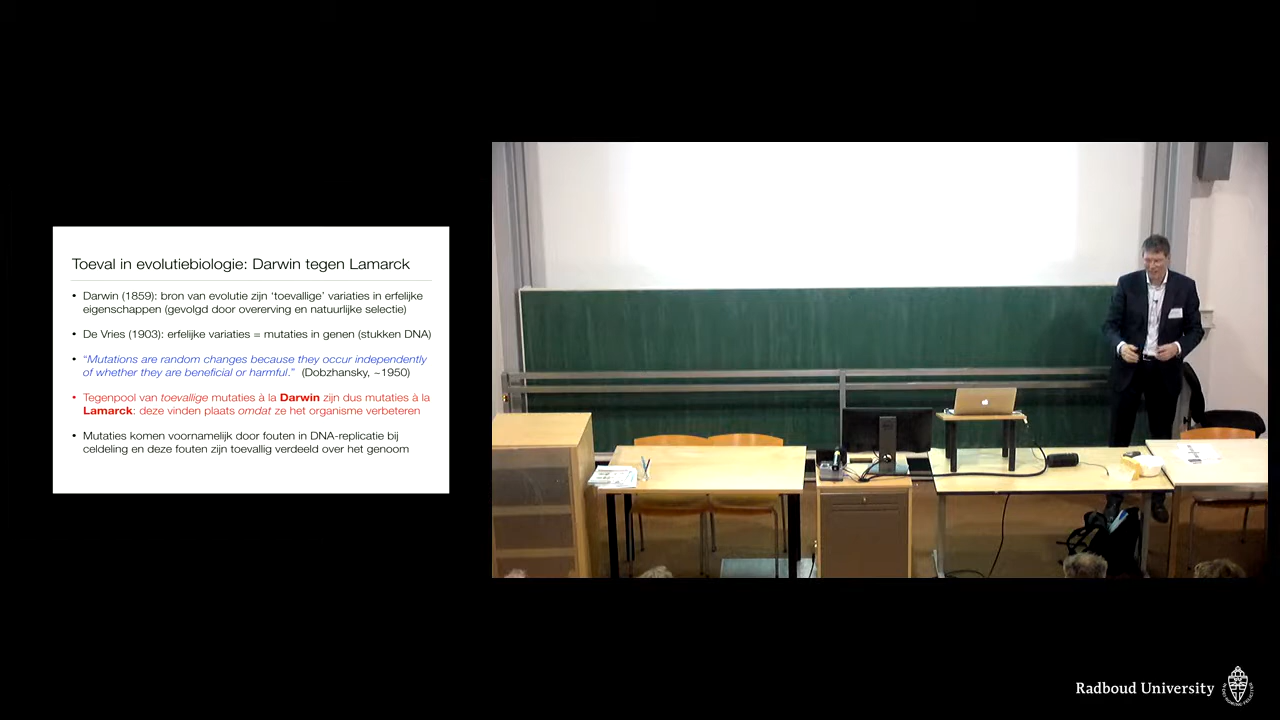 Toeval in evolutiebiologie: Darwin tegen Lamarck
• Darwin (1859): bron van evolutie zijn ‘toevallige’ variaties in erfelijke
eigenschappen (gevolgd door overerving en natuurlijke selectie)
• De Vries (1903): erfelijke variaties = mutaties in genen (stukken DNA)
• “Mutations are random changes because they occur independently
of whether they are beneficial or harmful.” (Dobzhansky, ~1950)
• Tegenpool van toevallige mutaties à la Darwin zijn dus mutaties à la
Lamarck: deze vinden plaats omdat ze het organisme verbeteren
• Mutaties komen voornamelijk door fouten in DNA-replicatie bij
celdeling en deze fouten zijn toevallig verdeeld over het genoom
Radboud University